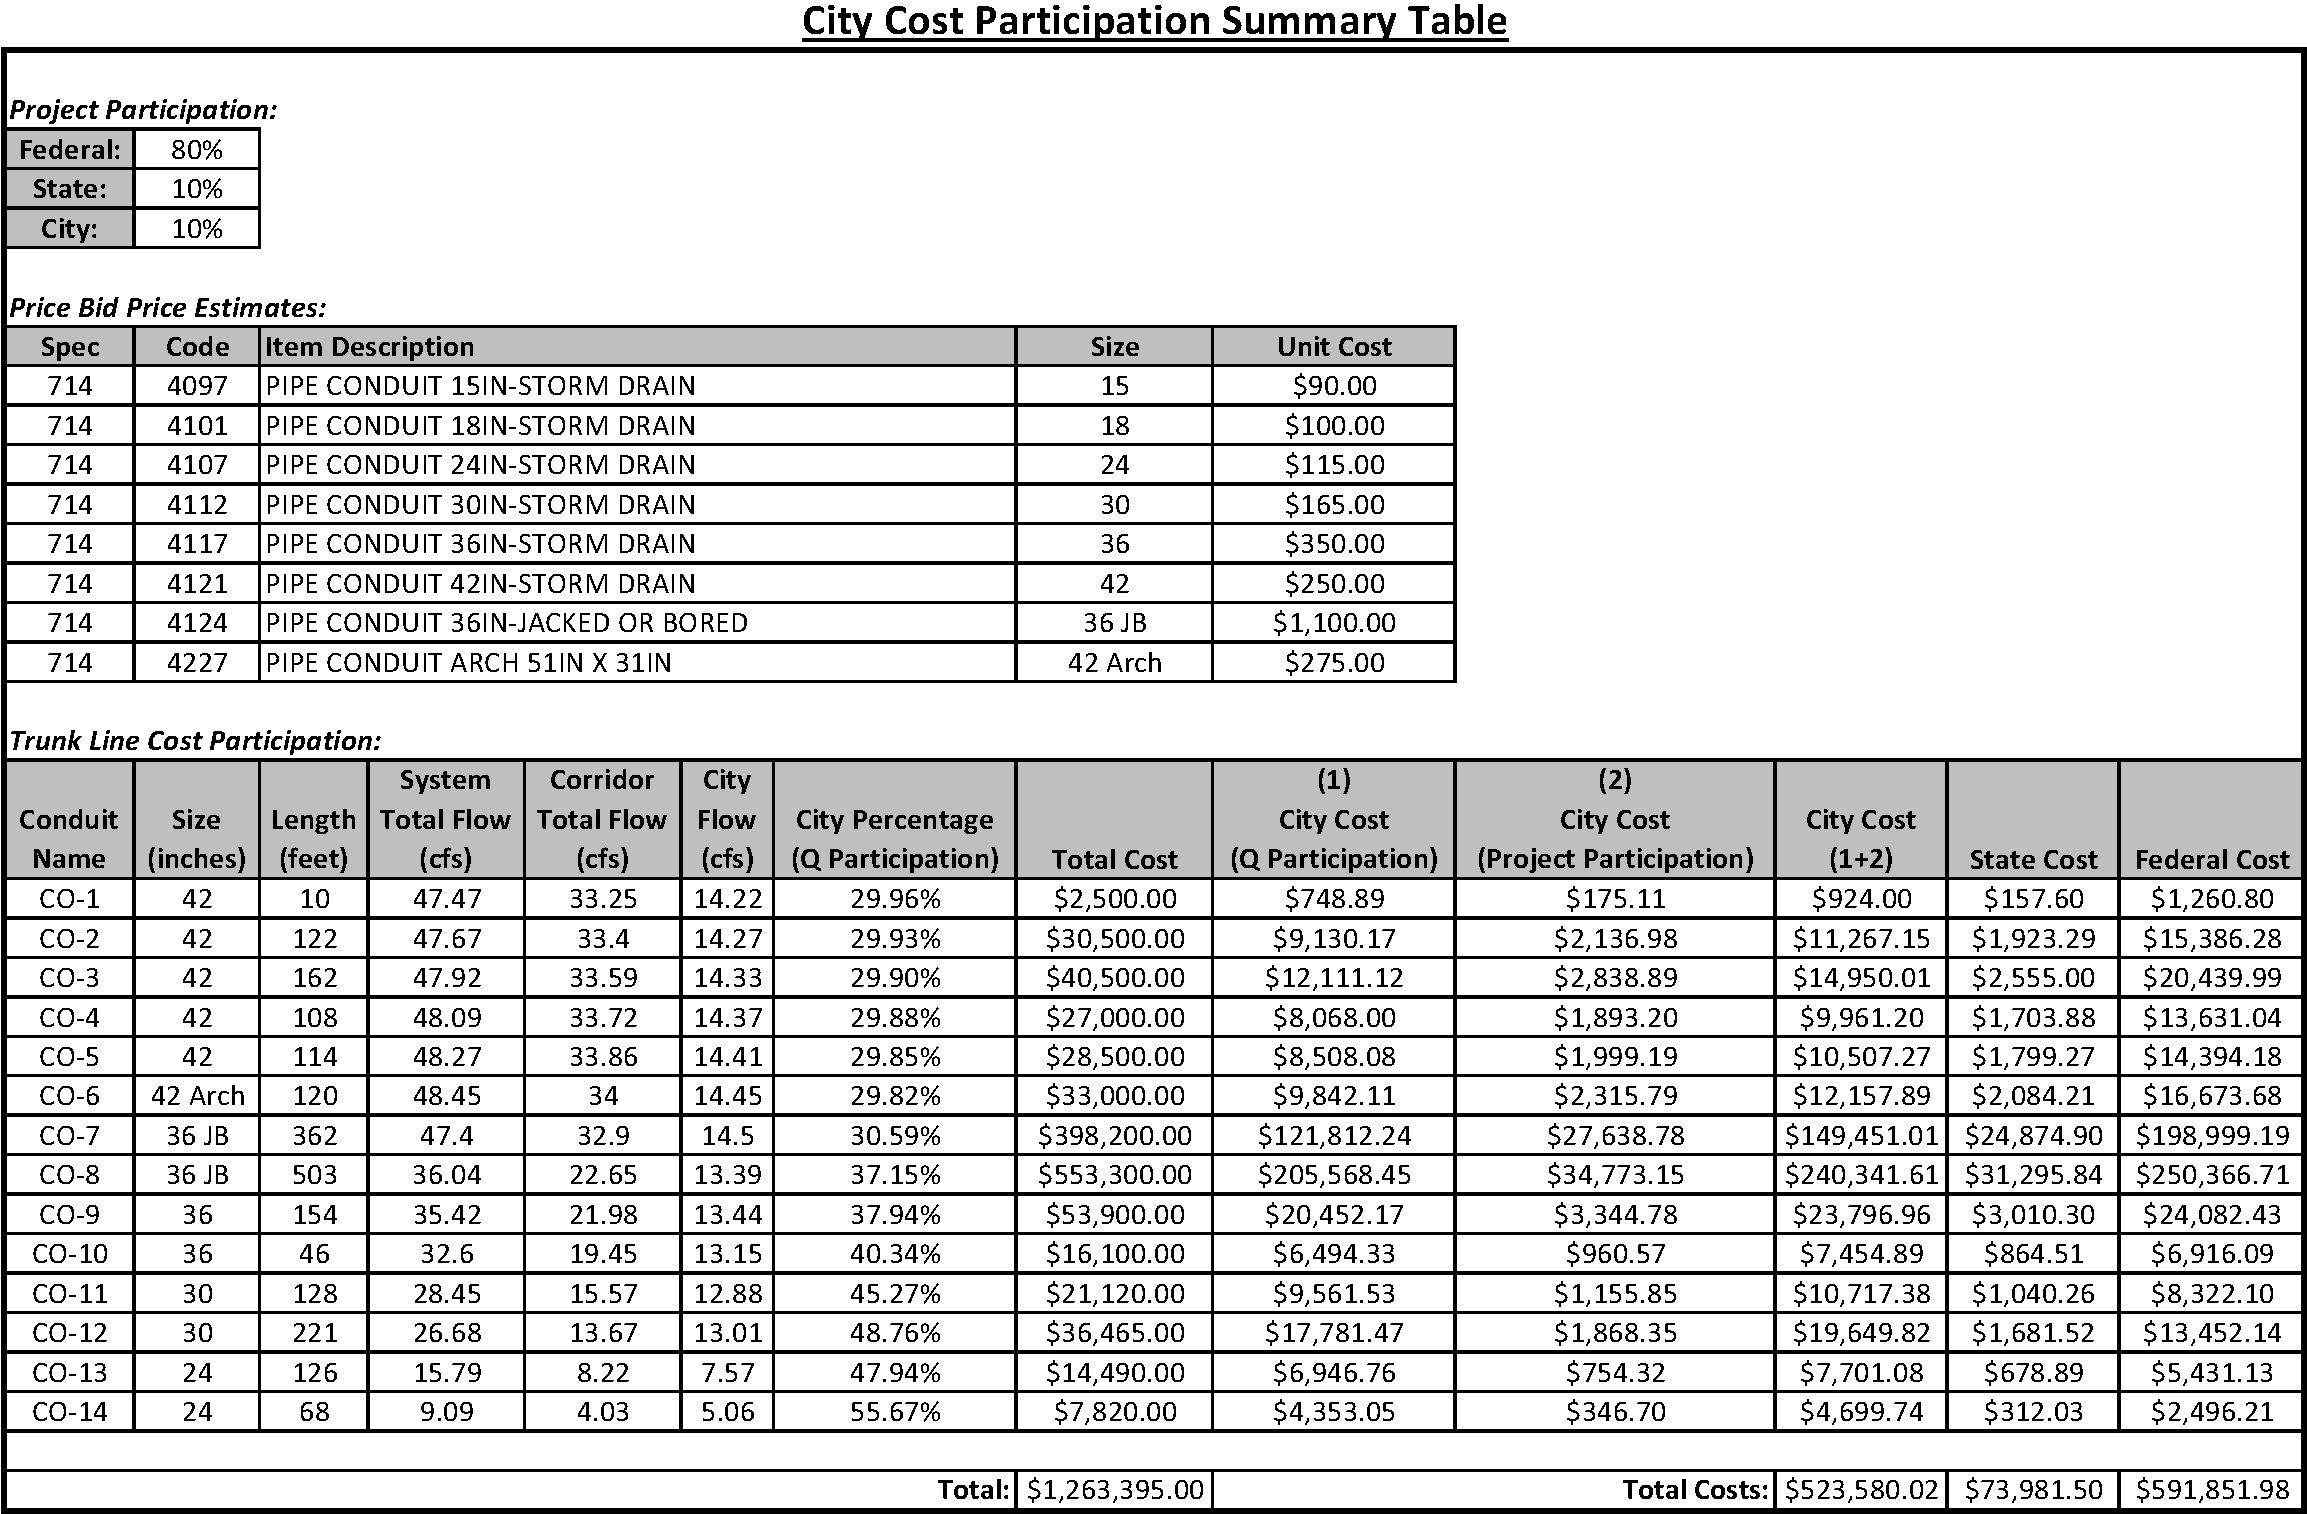 City Cost Participation Summary Table
Project Participation:
Federal: 80%
State: 10%
City: 10%
Price Bid Price Estimates:
Spec Code Item Description Size Unit Cost
714 4097 PIPE CONDUIT 15IN-STORM DRAIN 15 $90.00
714 4101 PIPE CONDUIT 18IN-STORM DRAIN 18 $100.00
714 4107 PIPE CONDUIT 24IN-STORM DRAIN 24 $115.00
714 4112 PIPE CONDUIT 30IN-STORM DRAIN 30 $165.00
714 4117 PIPE CONDUIT 36IN-STORM DRAIN 36 $350.00
714 4121 PIPE CONDUIT 42IN-STORM DRAIN 42 $250.00
714 4124 PIPE CONDUIT 36IN-JACKED OR BORED 36 JB $1,100.00
714 4227 PIPE CONDUIT ARCH 51IN X 31IN 42 Arch $275.00
Trunk Line Cost Participation:
System Corridor City (1) (2)
Conduit Size Length Total Flow Total Flow Flow City Percentage City Cost City Cost City Cost
Name (inches) (feet) (cfs) (cfs) (cfs) (Q Participation) Total Cost (Q Participation) (Project Participation) (1+2) State Cost Federal Cost
CO-1 42 10 47.47 33.25 14.22 29.96% $2,500.00 $748.89 $175.11 $924.00 $157.60 $1,260.80
CO-2 42 122 47.67 33.4 14.27 29.93% $30,500.00 $9,130.17 $2,136.98 $11,267.15 $1,923.29 $15,386.28
CO-3 42 162 47.92 33.59 14.33 29.90% $40,500.00 $12,111.12 $2,838.89 $14,950.01 $2,555.00 $20,439.99
CO-4 42 108 48.09 33.72 14.37 29.88% $27,000.00 $8,068.00 $1,893.20 $9,961.20 $1,703.88 $13,631.04
CO-5 42 114 48.27 33.86 14.41 29.85% $28,500.00 $8,508.08 $1,999.19 $10,507.27 $1,799.27 $14,394.18
CO-6 42 Arch 120 48.45 34 14.45 29.82% $33,000.00 $9,842.11 $2,315.79 $12,157.89 $2,084.21 $16,673.68
CO-7 36 JB 362 47.4 32.9 14.5 30.59% $398,200.00 $121,812.24 $27,638.78 $149,451.01 $24,874.90 $198,999.19
CO-8 36 JB 503 36.04 22.65 13.39 37.15% $553,300.00 $205,568.45 $34,773.15 $240,341.61 $31,295.84 $250,366.71
CO-9 36 154 35.42 21.98 13.44 37.94% $53,900.00 $20,452.17 $3,344.78 $23,796.96 $3,010.30 $24,082.43
CO-10 36 46 32.6 19.45 13.15 40.34% $16,100.00 $6,494.33 $960.57 $7,454.89 $864.51 $6,916.09
CO-11 30 128 28.45 15.57 12.88 45.27% $21,120.00 $9,561.53 $1,155.85 $10,717.38 $1,040.26 $8,322.10
CO-12 30 221 26.68 13.67 13.01 48.76% $36,465.00 $17,781.47 $1,868.35 $19,649.82 $1,681.52 $13,452.14
CO-13 24 126 15.79 8.22 7.57 47.94% $14,490.00 $6,946.76 $754.32 $7,701.08 $678.89 $5,431.13
CO-14 24 68 9.09 4.03 5.06 55.67% $7,820.00 $4,353.05 $346.70 $4,699.74 $312.03 $2,496.21
Total: $1,263,395.00 Total Costs: $523,580.02 $73,981.50 $591,851.98